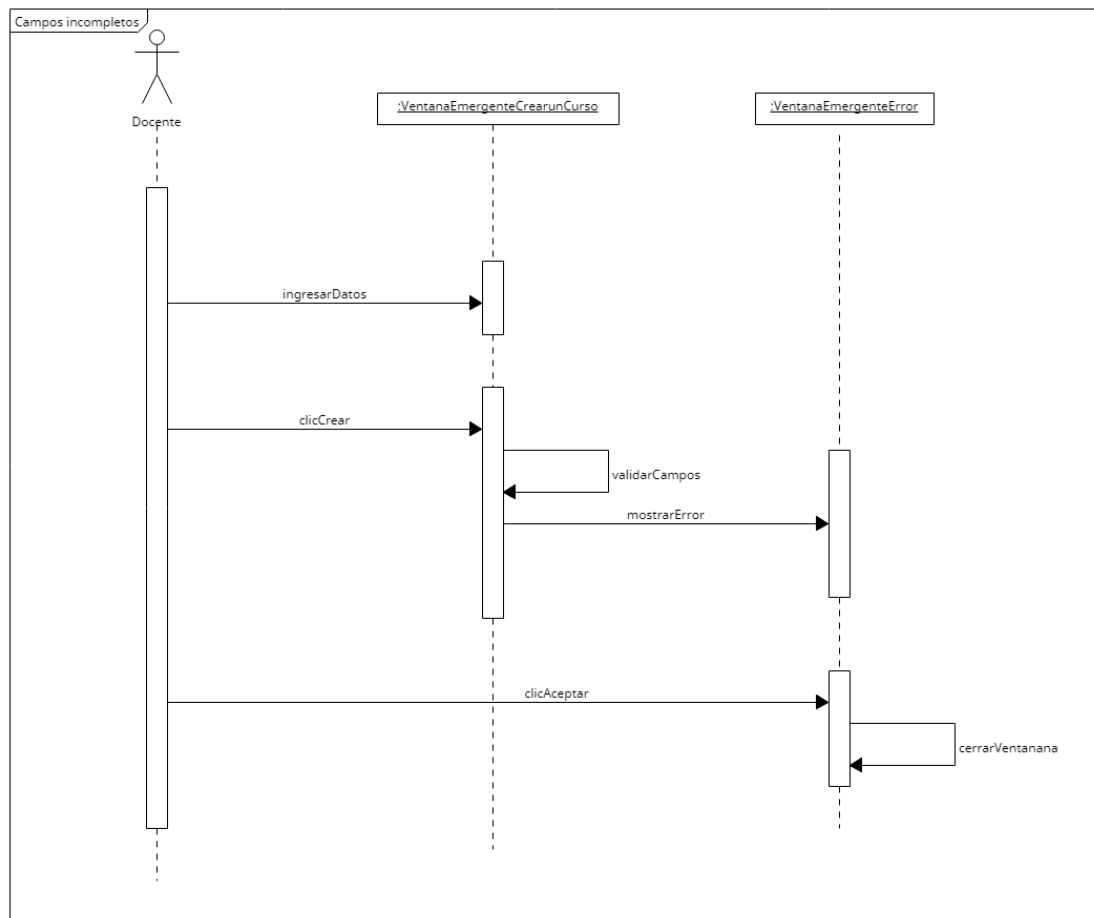 Campos incompletos
Docente
:VentanaEmergenteCrearunCurso
:VentanaEmergenteError
ingresarDatos
clicCrear
validarCampos
mostrarError
clicAceptar
cerrarVentanana